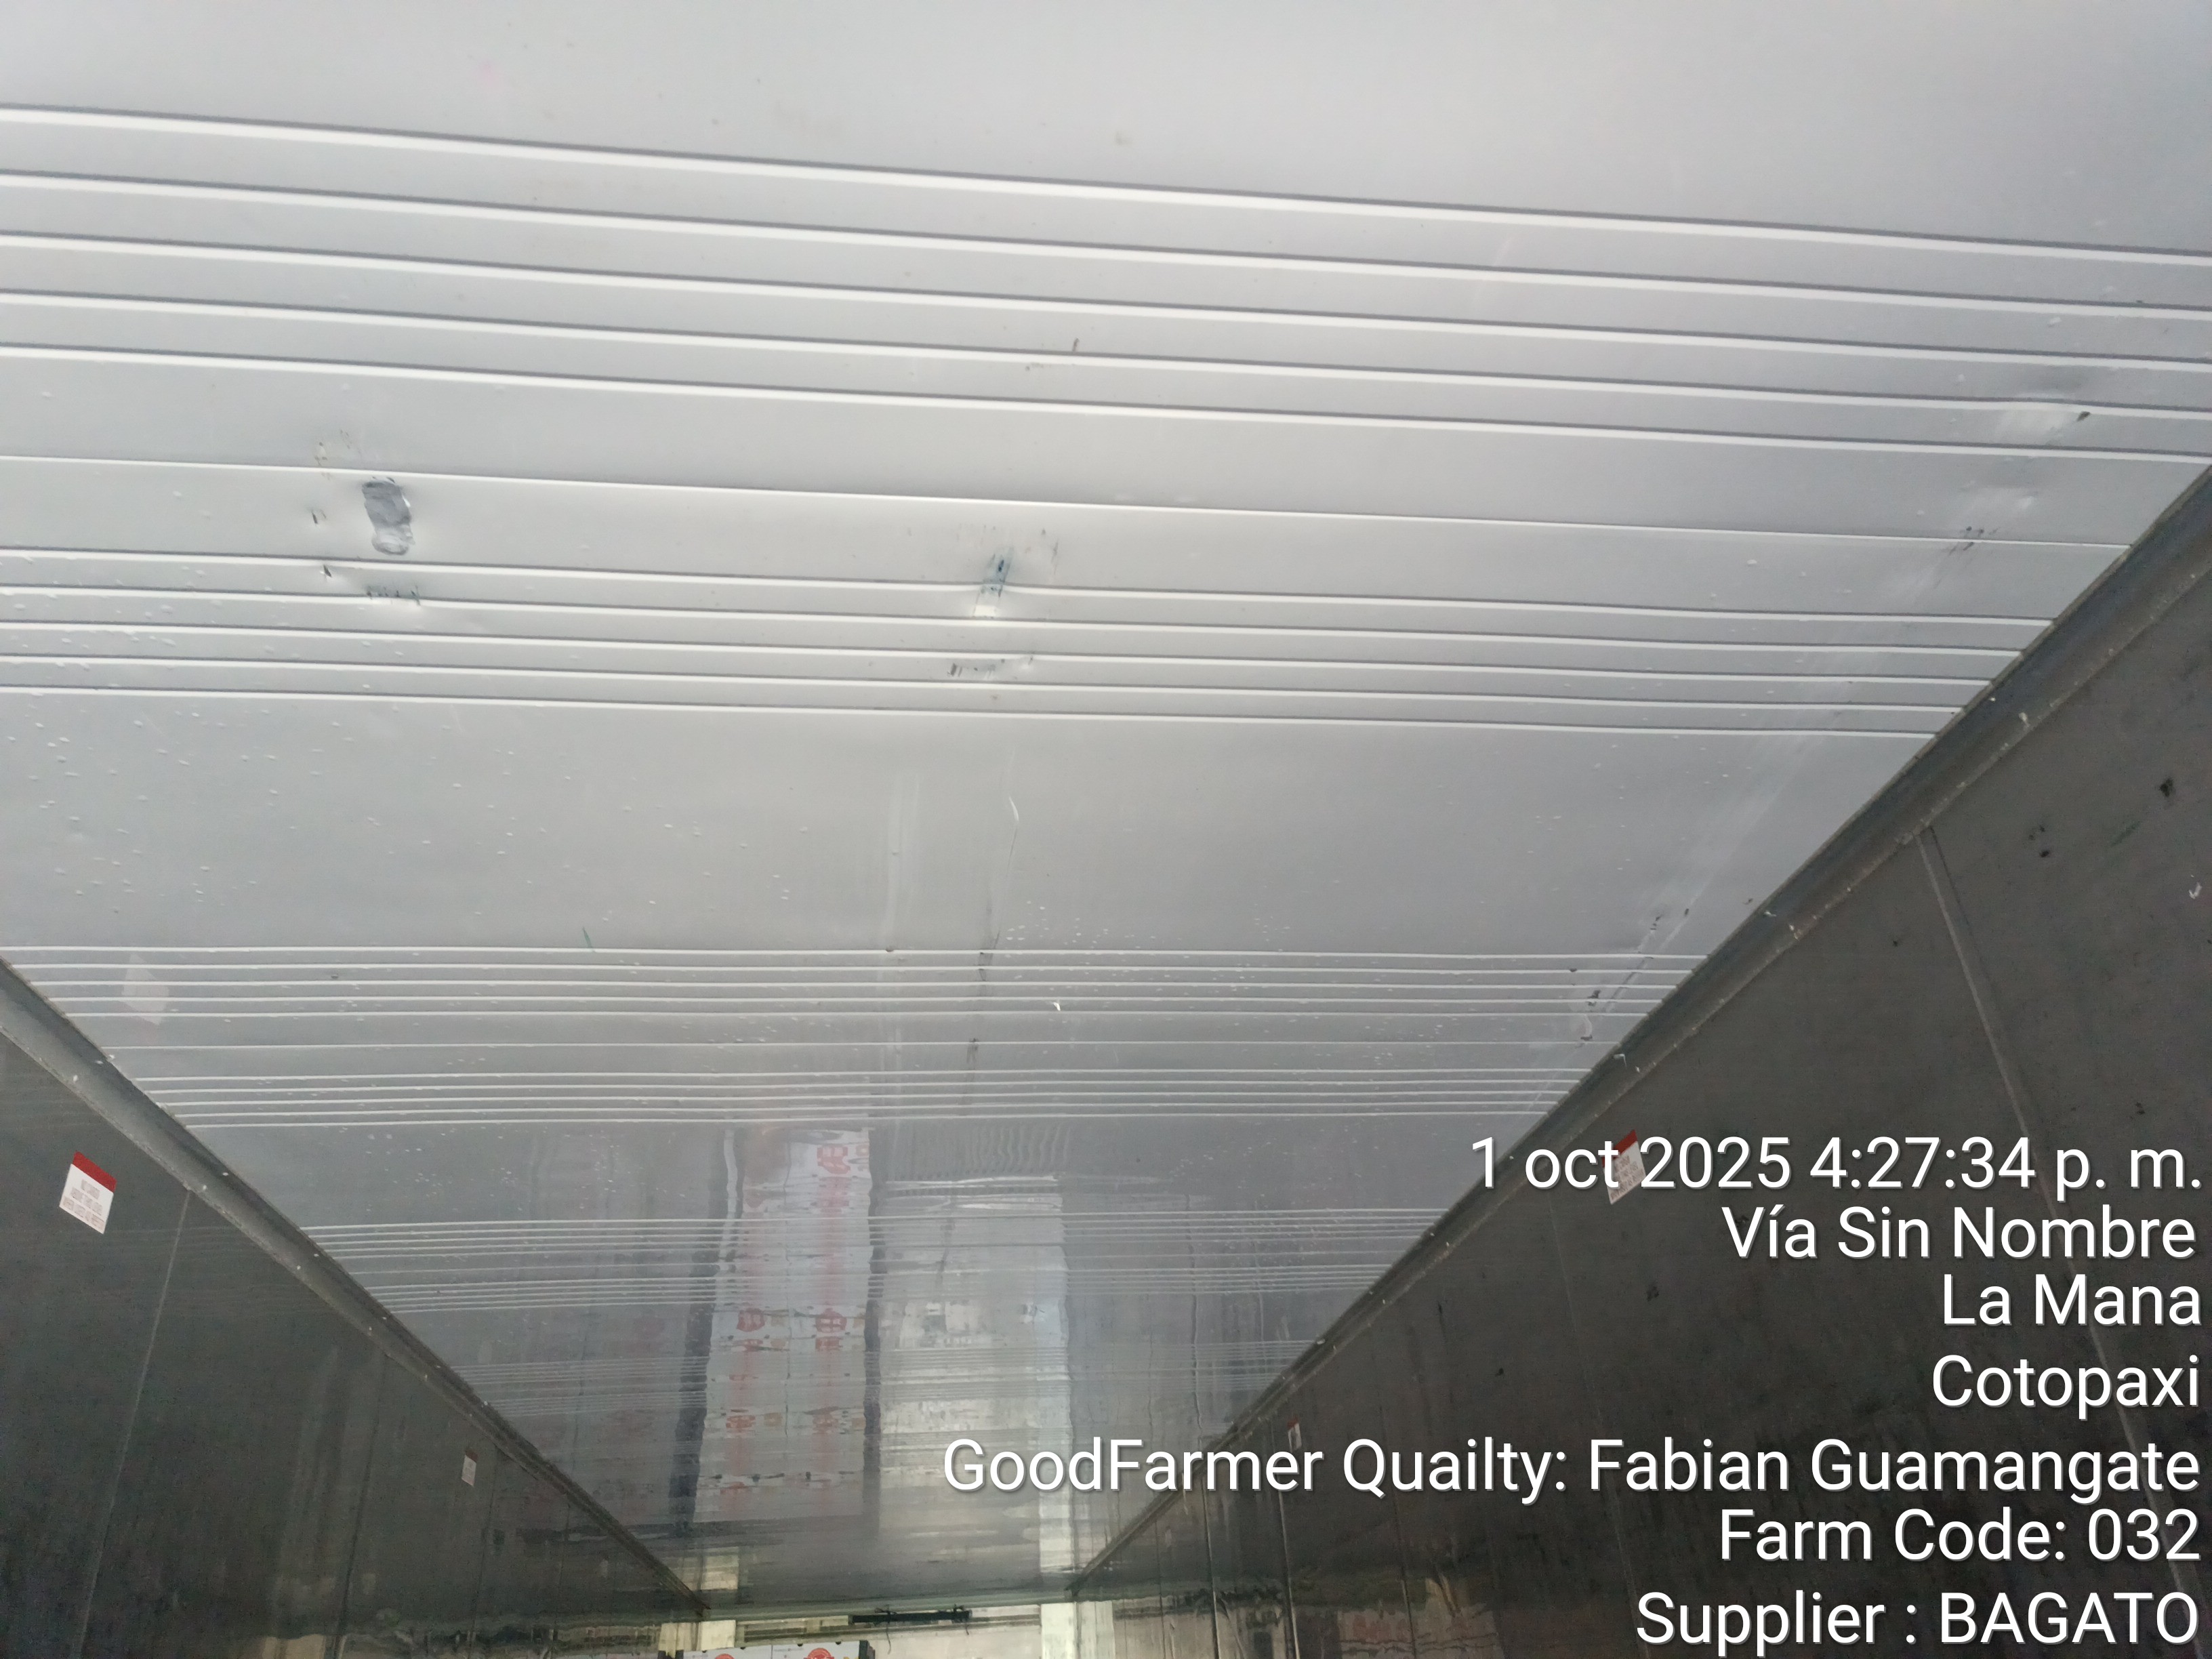 1 oct 2025 4:27:34 p. m.
Vía Sin Nombre
La Mana
Cotopaxi
GoodFarmer Quailty: Fabian Guamangate
Farm Code: 032
Supplier : BAGATO